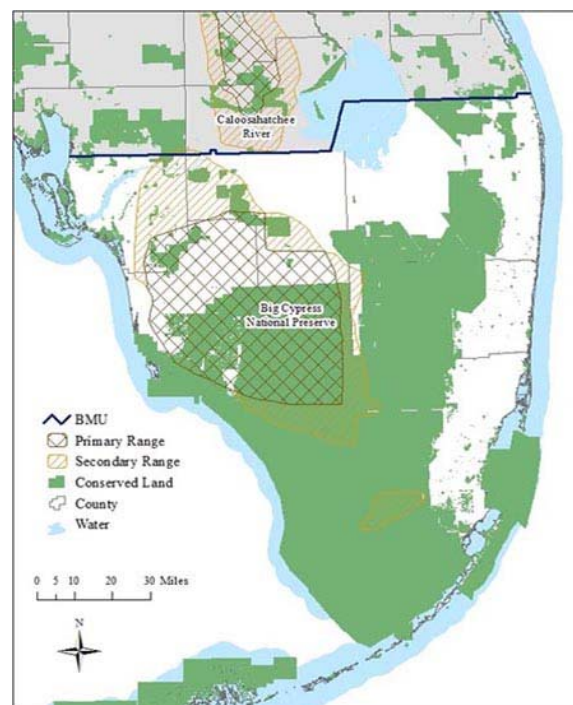 Caloosahatchee
River
Big Cypress
National Preserve
BMU
Primary Range
Secondary Range
Conserved Land
County
Water
0 5 10 20 30 Miles
N